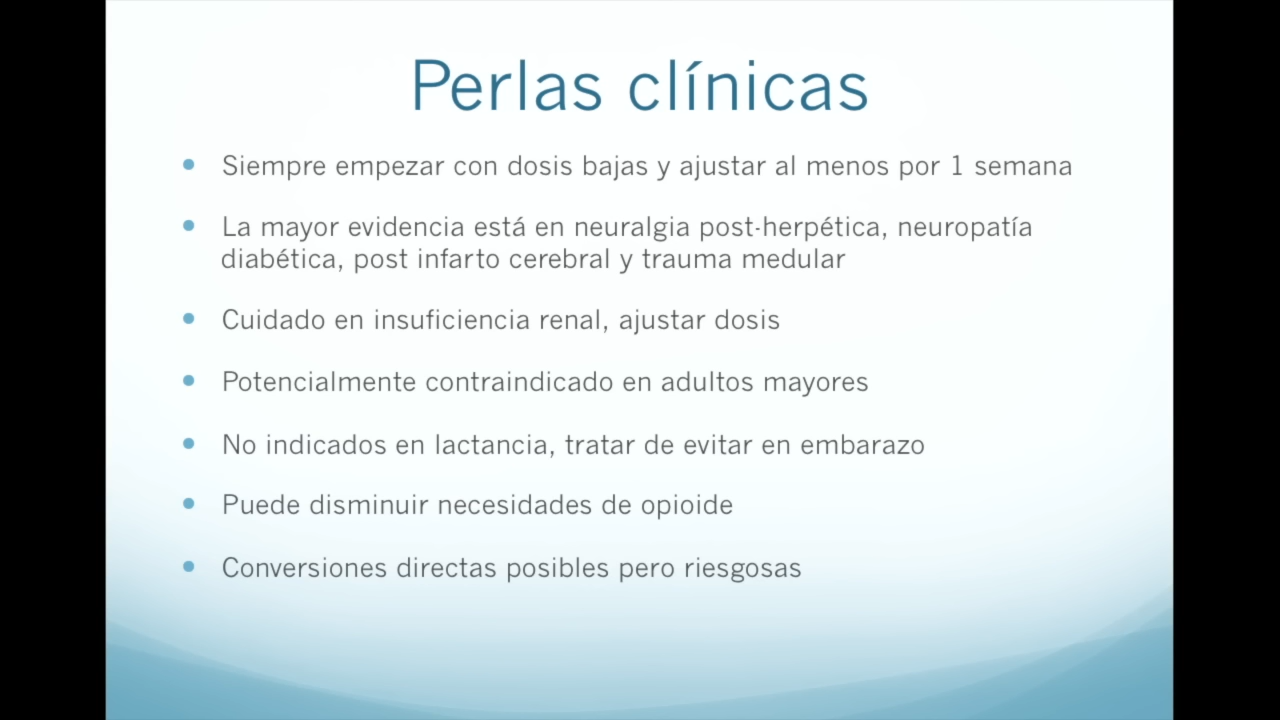 Perlas clínicas
• Siempre empezar con dosis bajas y ajustar al menos por 1 semana
• La mayor evidencia está en neuralgia post-herpética, neuropatía
diabética, post infarto cerebral y trauma medular
• Cuidado en insuficiencia renal, ajustar dosis
• Potencialmente contraindicado en adultos mayores
• No indicados en lactancia, tratar de evitar en embarazo
• Puede disminuir necesidades de opioide
• Conversiones directas posibles pero riesgosas